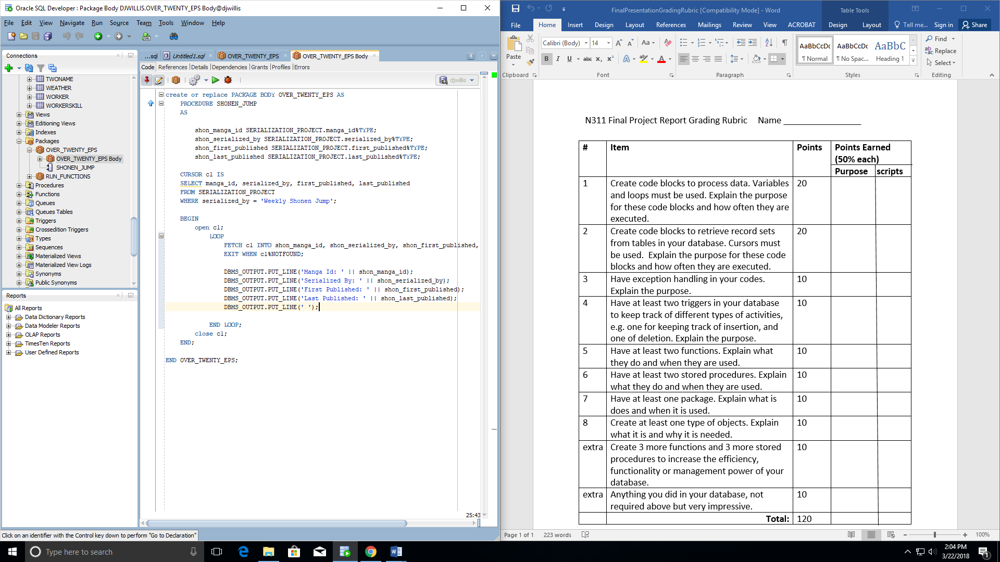 Oracle SQL Developer : Package Body DJWILLIS.OVER_TWENTY_EPS Body@djwillis
File Edit View Navigate Run Source Team Tools Window Help
Connections
TWONAME
WEATHER
WORKER
WORKERSKILL
Views
Editioning Views
Indexes
Packages
OVER_TWENTY_EPS
OVER_TWENTY_EPS Body
SHONEN_JUMP
RUN_FUNCTIONS
Procedures
Functions
Queues
Queues Tables
Triggers
Crossedition Triggers
Types
Sequences
Materialized Views
Materialized View Logs
Synonyms
Public Synonyms
Reports
All Reports
Data Dictionary Reports
Data Modeler Reports
OLAP Reports
TimesTen Reports
User Defined Reports
...sql Untitled1.sql OVER_TWENTY_EPS OVER_TWENTY_EPS Body
Code References Details Dependencies Grants Profiles Errors
djwillis
create or replace PACKAGE BODY OVER_TWENTY_EPS AS
PROCEDURE SHONEN_JUMP
AS
shon_manga_id SERIALIZATION_PROJECT.manga_id%TYPE;
shon_serialized_by SERIALIZATION_PROJECT.serialized_by%TYPE;
shon_first_published SERIALIZATION_PROJECT.first_published%TYPE;
shon_last_published SERIALIZATION_PROJECT.last_published%TYPE;
CURSOR c1 IS
SELECT manga_id, serialized_by, first_published, last_published
FROM SERIALIZATION_PROJECT
WHERE serialized_by = 'Weekly Shonen Jump';
BEGIN
open c1;
LOOP
FETCH c1 INTO shon_manga_id, shon_serialized_by, shon_first_published,
EXIT WHEN c1%NOTFOUND;
DBMS_OUTPUT.PUT_LINE('Manga Id: ' || shon_manga_id);
DBMS_OUTPUT.PUT_LINE('Serialized By: ' || shon_serialized_by);
DBMS_OUTPUT.PUT_LINE('First Published: ' || shon_first_published);
DBMS_OUTPUT.PUT_LINE('Last Published: ' || shon_last_published);
DBMS_OUTPUT.PUT_LINE(' ');
END LOOP;
close c1;
END;
END OVER_TWENTY_EPS;
25:43
Click on an identifier with the Control key down to perform "Go to Declaration"
FinalPresentationGradingRubric [Compatibility Mode] - Word
Table Tools
File Home Insert Design Layout References Mailings Review View ACROBAT Design Layout Tell me... Sign in Share
Paste
Calibri (Body) 14
B I U abc x₂ x²
AaBbCcDc AaBbCcDc AaBbC
¶ Normal ¶ No Spac... Heading 1
Find
Replace
Select
Clipboard Font Paragraph Styles Editing
N311 Final Project Report Grading Rubric Name ________________
# Item Points Points Earned
(50% each)
Purpose scripts
1 Create code blocks to process data. Variables 20
and loops must be used. Explain the purpose
for these code blocks and how often they are
executed.
2 Create code blocks to retrieve record sets 20
from tables in your database. Cursors must
be used. Explain the purpose for these code
blocks and how often they are executed.
3 Have exception handling in your codes. 10
Explain the purpose.
4 Have at least two triggers in your database 10
to keep track of different types of activities,
e.g. one for keeping track of insertion, and
one of deletion. Explain the purpose.
5 Have at least two functions. Explain what 10
they do and when they are used.
6 Have at least two stored procedures. Explain 10
what they do and when they are used.
7 Have at least one package. Explain what is 10
does and when it is used.
8 Create at least one type of objects. Explain 10
what it is and why it is needed.
extra Create 3 more functions and 3 more stored 10
procedures to increase the efficiency,
functionality or management power of your
database.
extra Anything you did in your database, not 10
required above but very impressive.
Total: 120
Page 1 of 1 223 words
100%
Type here to search
2:04 PM
3/22/2018
1